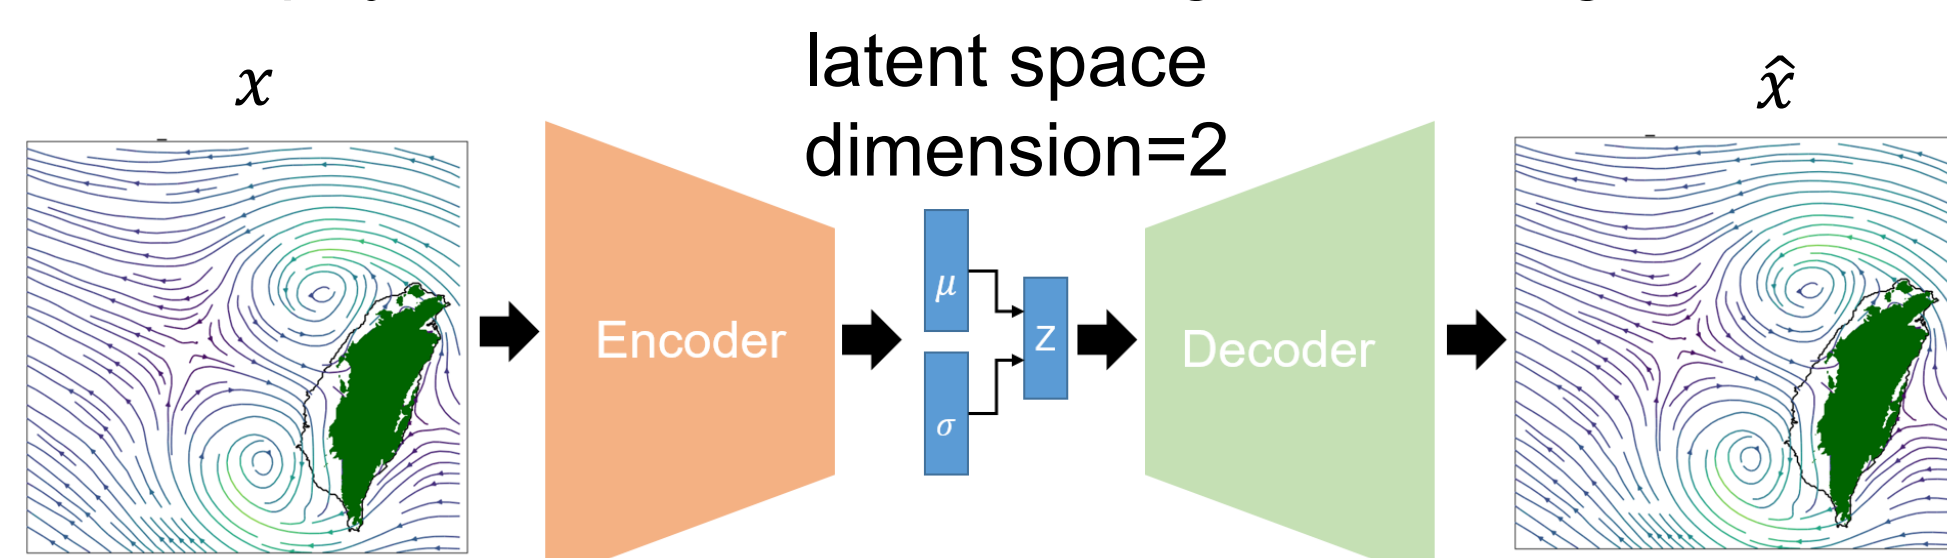 latent space
dimension=2
x
x̂
Encoder
μ
σ
z
Decoder